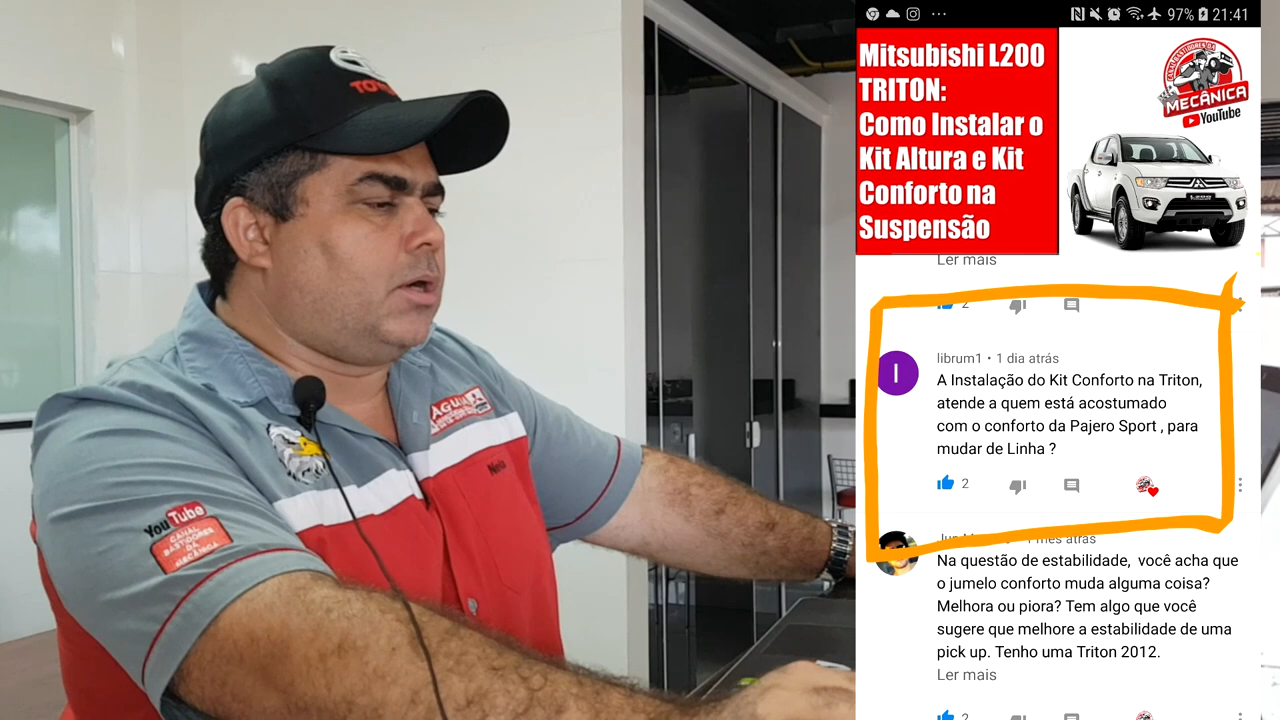 97% 21:41
Mitsubishi L200
TRITON:
Como Instalar o
Kit Altura e Kit
Conforto na
Suspensão
MECÂNICA
YouTube
L200
Ler mais
2
librum1 • 1 dia atrás
I
A Instalação do Kit Conforto na Triton,
atende a quem está acostumado
com o conforto da Pajero Sport , para
mudar de Linha ?
2
1 mês atrás
Na questão de estabilidade, você acha que
o jumelo conforto muda alguma coisa?
Melhora ou piora? Tem algo que você
sugere que melhore a estabilidade de uma
pick up. Tenho uma Triton 2012.
Ler mais
2
YouTube
CANAL
BASTIDORES
DA
MECÂNICA